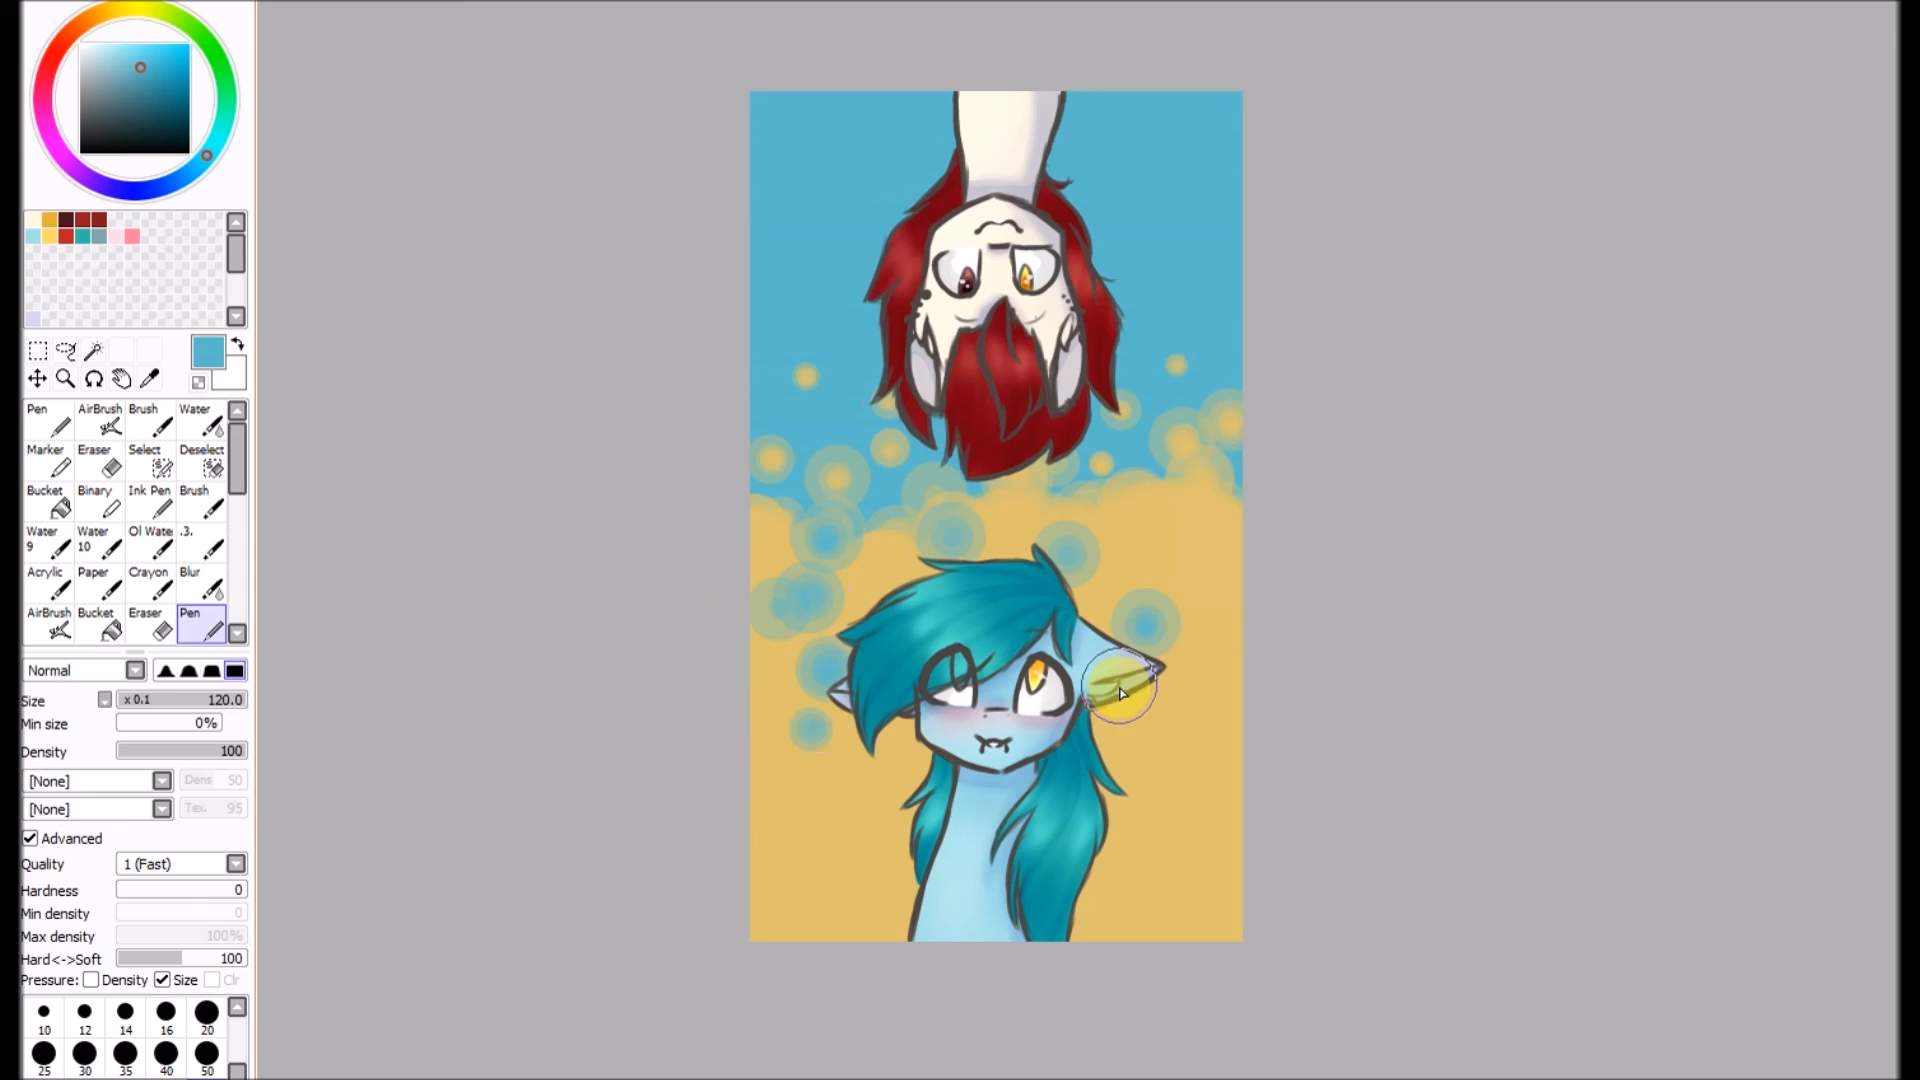 Pen AirBrush Brush Water
Marker Eraser Select Deselect
Bucket Binary Ink Pen Brush
Water Water Ol Wate .3.
9 10
Acrylic Paper Crayon Blur
AirBrush Bucket Eraser Pen
Normal
Size x 0.1 120.0
Min size 0%
Density 100
[None] Dens 50
[None] Tex. 95
Advanced
Quality 1 (Fast)
Hardness 0
Min density 0
Max density 100%
Hard<->Soft 100
Pressure: Density Size Clr
10 12 14 16 20
25 30 35 40 50